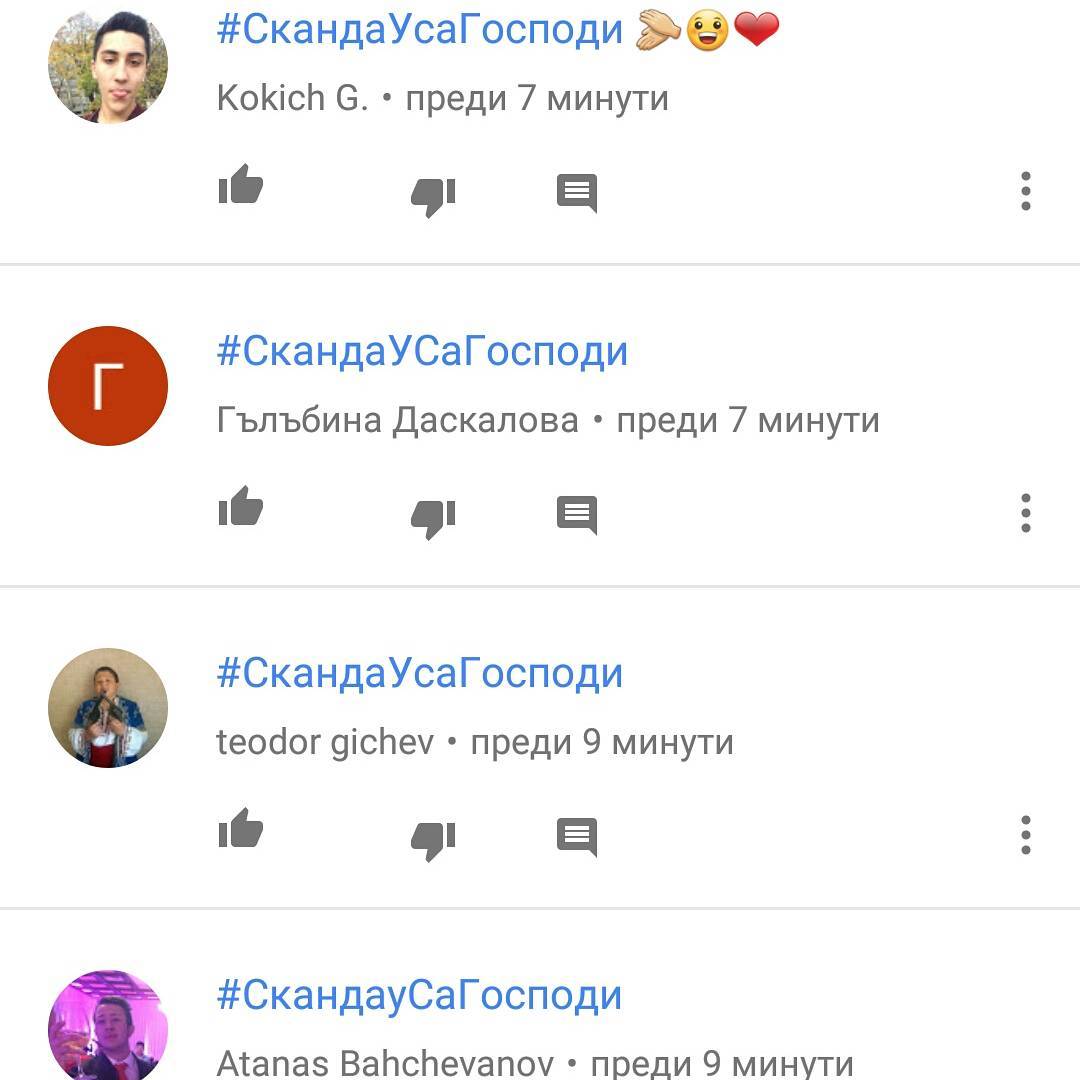 #СкандаУсаГосподи 👏😀❤
Kokich G. • преди 7 минути
Г
#СкандаУСаГосподи
Гълъбина Даскалова • преди 7 минути
#СкандаУсаГосподи
teodor gichev • преди 9 минути
#СкандауСаГосподи
Atanas Bahchevanov • преди 9 минути